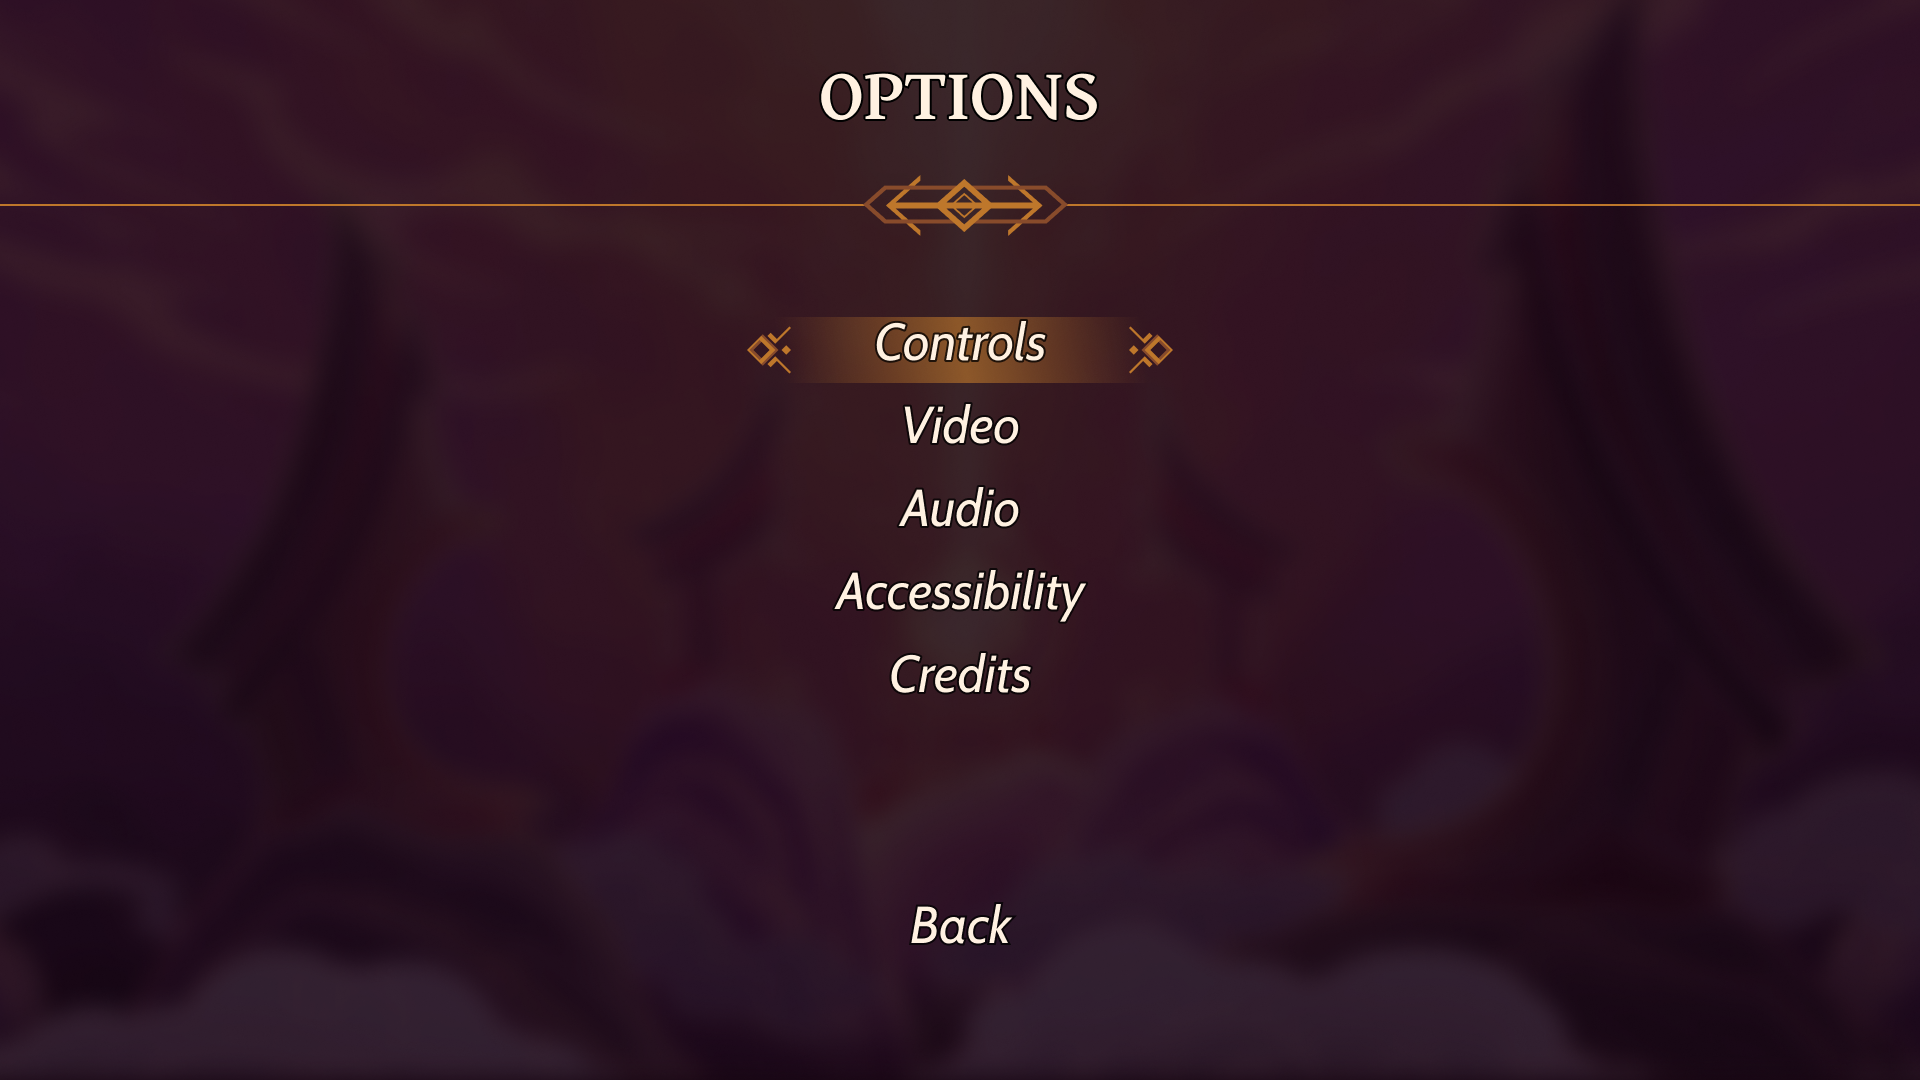 OPTIONS
Controls
Video
Audio
Accessibility
Credits
Back